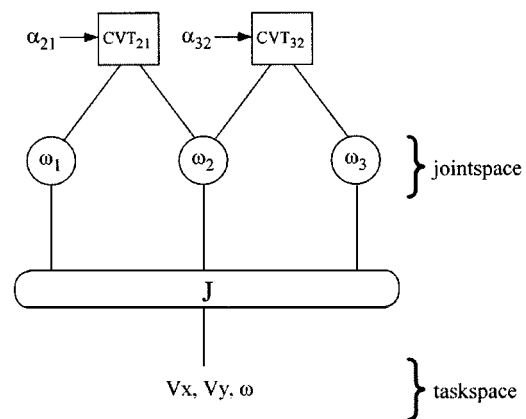 α₂₁ CVT₂₁ α₃₂ CVT₃₂
ω₁ ω₂ ω₃ jointspace
J
Vx, Vy, ω taskspace